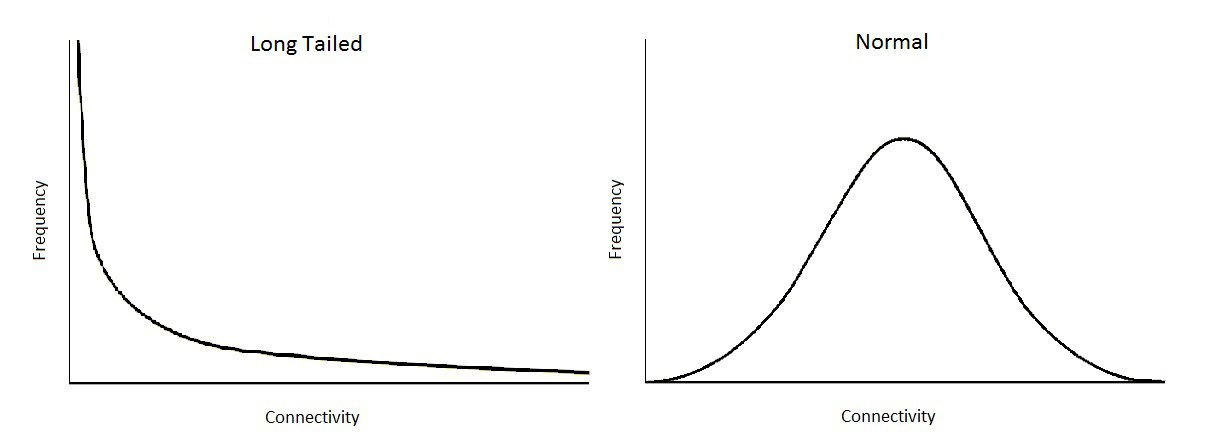 Long Tailed
Frequency
Connectivity
Normal
Frequency
Connectivity